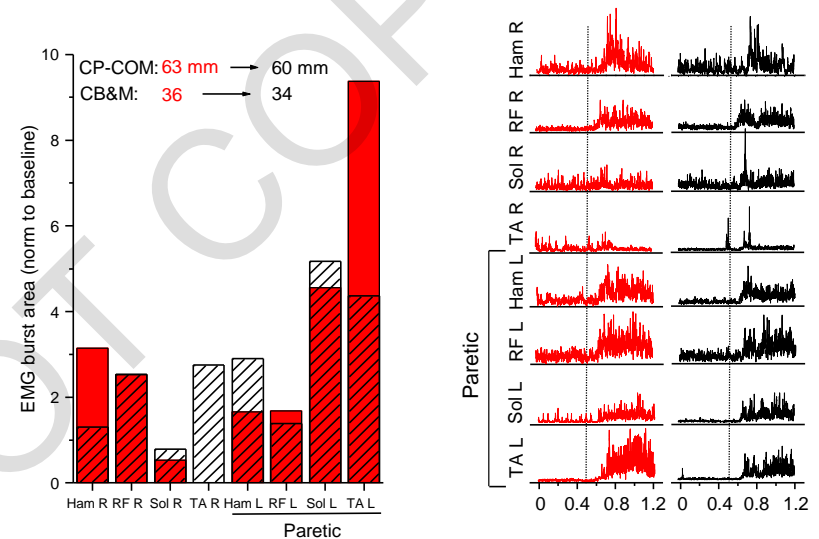 CP-COM: 63 mm → 60 mm
CB&M: 36 → 34
EMG burst area (norm to baseline)
10
8
6
4
2
0
Ham R RF R Sol R TA R Ham L RF L Sol L TA L
Paretic
Ham R
RF R
Sol R
TA R
Ham L
RF L
Sol L
TA L
Paretic
0 0.4 0.8 1.2 0 0.4 0.8 1.2
OT COP